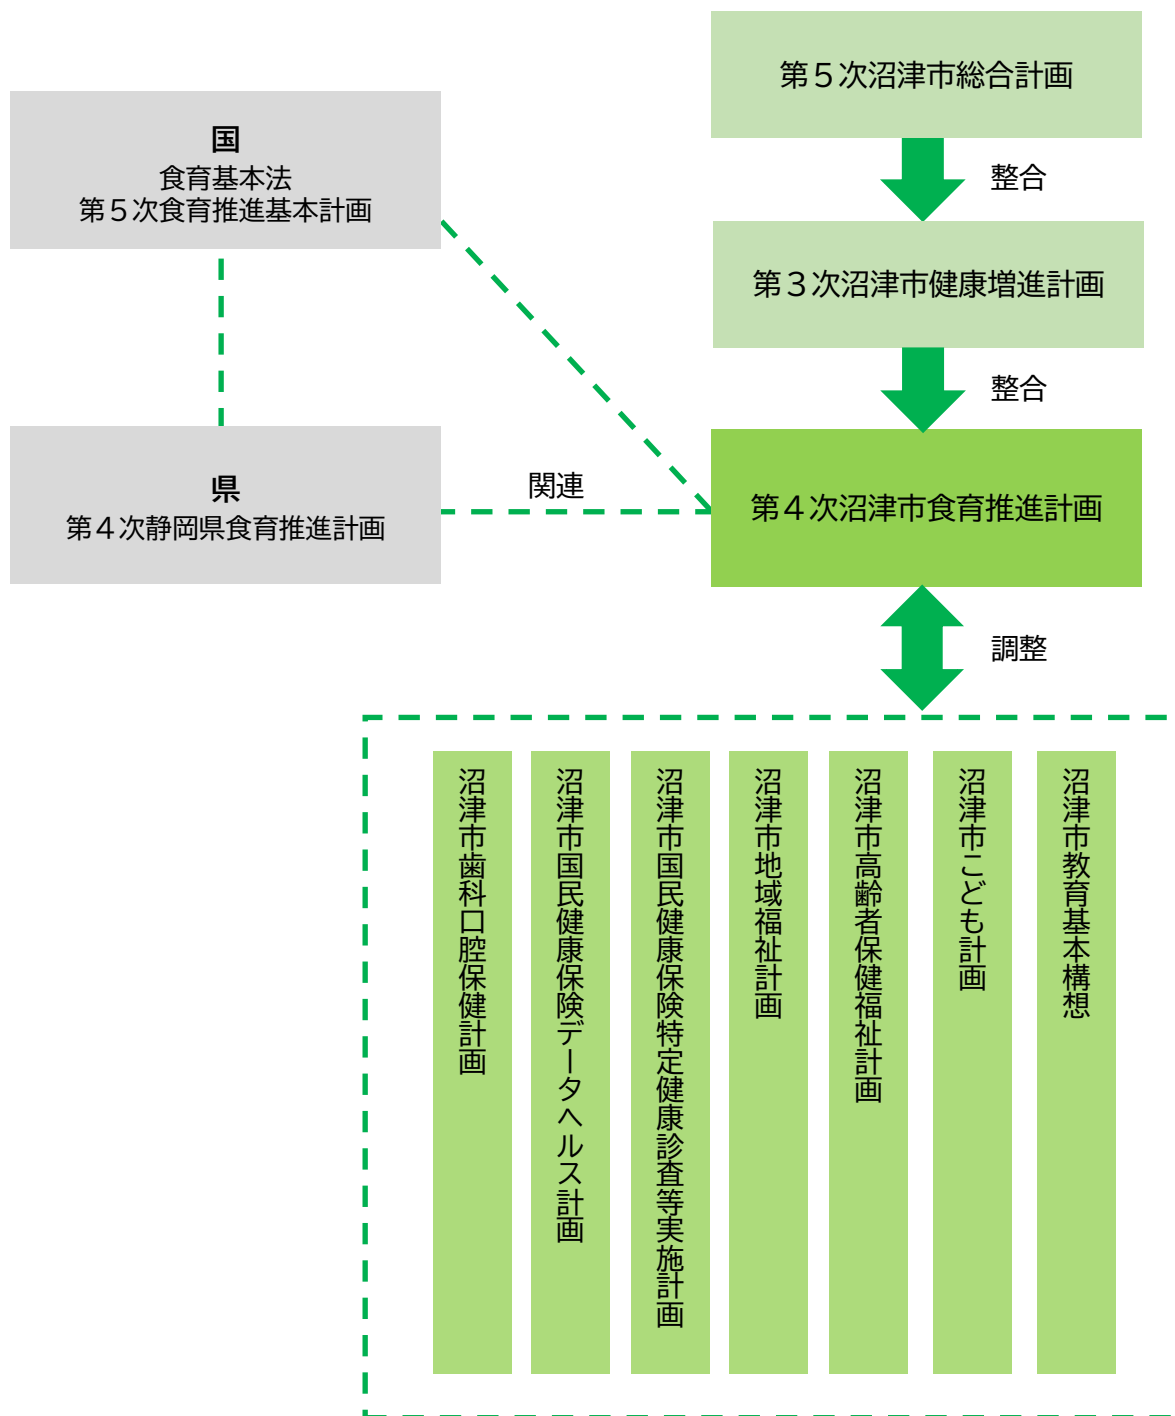 第５次沼津市総合計画
国
食育基本法
第５次食育推進基本計画
整合
第３次沼津市健康増進計画
整合
県
第４次静岡県食育推進計画
関連
第４次沼津市食育推進計画
調整
沼津市歯科口腔保健計画
沼津市国民健康保険データヘルス計画
沼津市国民健康保険特定健康診査等実施計画
沼津市地域福祉計画
沼津市高齢者保健福祉計画
沼津市こども計画
沼津市教育基本構想